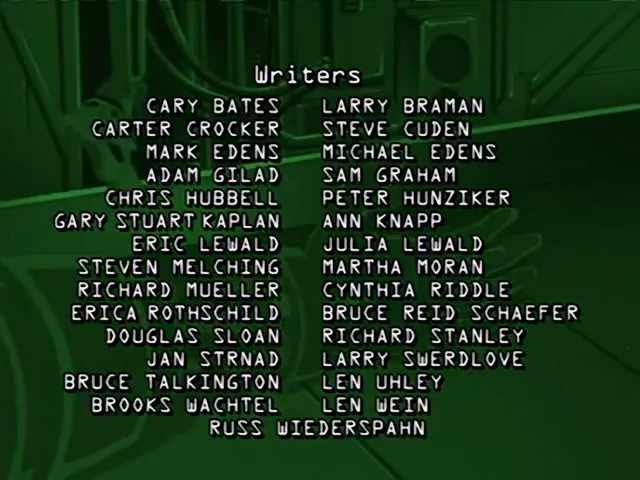 Writers
CARY BATES LARRY BRAMAN
CARTER CROCKER STEVE CUDEN
MARK EDENS MICHAEL EDENS
ADAM GILAD SAM GRAHAM
CHRIS HUBBELL PETER HUNZIKER
GARY STUART KAPLAN ANN KNAPP
ERIC LEWALD JULIA LEWALD
STEVEN MELCHING MARTHA MORAN
RICHARD MUELLER CYNTHIA RIDDLE
ERICA ROTHSCHILD BRUCE REID SCHAEFER
DOUGLAS SLOAN RICHARD STANLEY
JAN STRNAD LARRY SWERDLOVE
BRUCE TALKINGTON LEN UHLEY
BROOKS WACHTEL LEN WEIN
RUSS WIEDERSPAHN